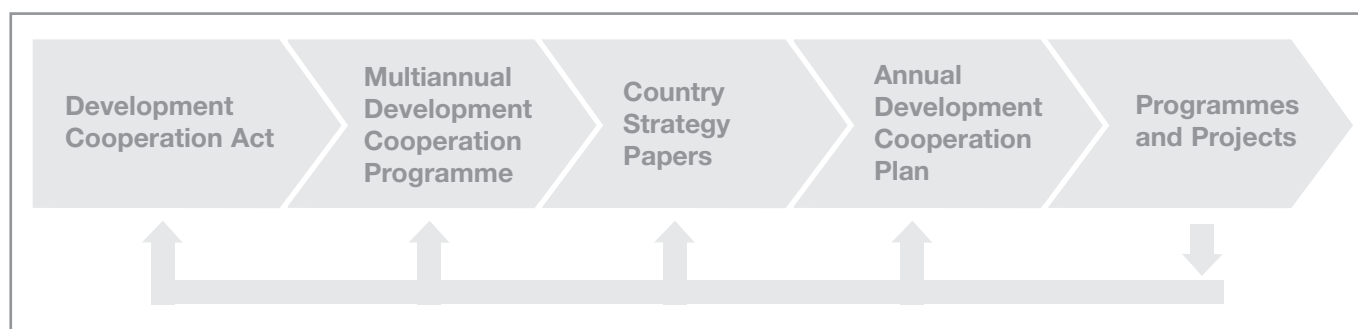 Development
Cooperation Act
Multiannual
Development
Cooperation
Programme
Country
Strategy
Papers
Annual
Development
Cooperation
Plan
Programmes
and Projects